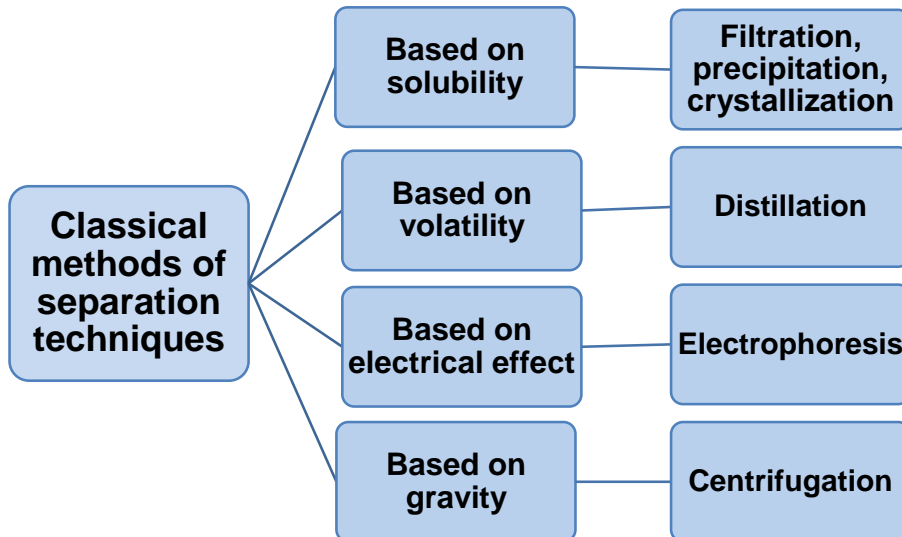 Classical
methods of
separation
techniques
Based on
solubility
Filtration,
precipitation,
crystallization
Based on
volatility
Distillation
Based on
electrical effect
Electrophoresis
Based on
gravity
Centrifugation